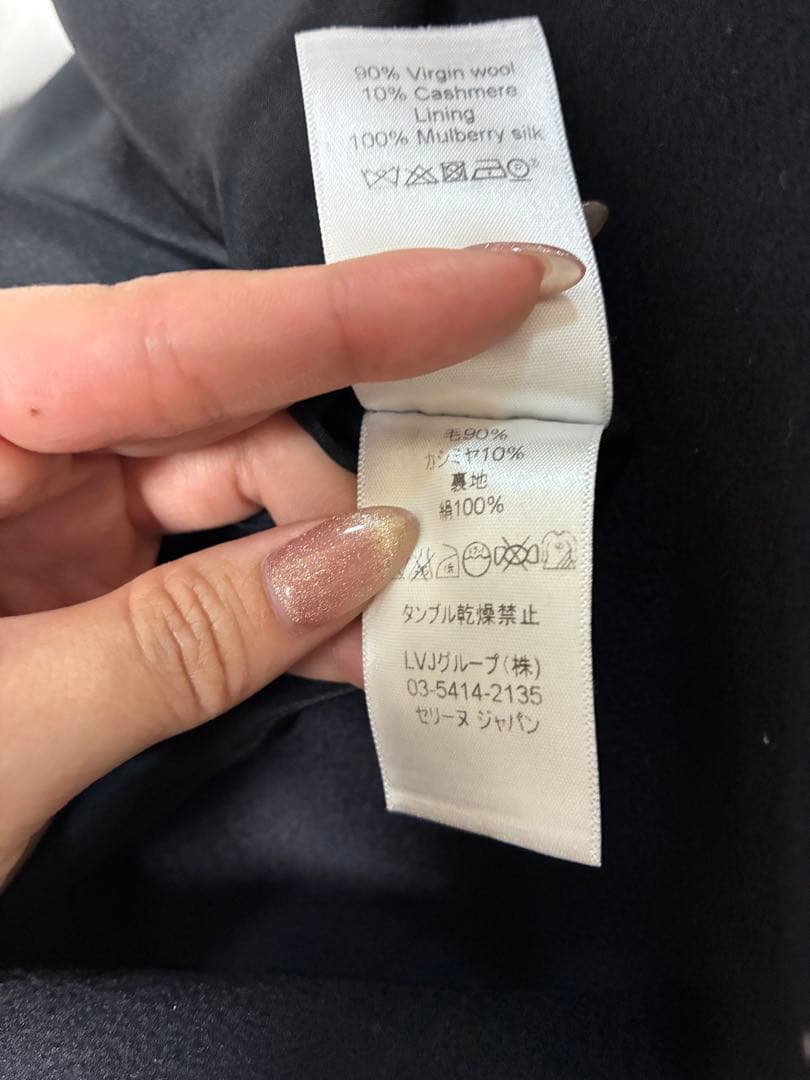 90% Virgin wool
10% Cashmere
Lining
100% Mulberry silk
毛90%
カシミヤ10%
裏地
絹100%
タンブル乾燥禁止
LVJグループ(株)
03-5414-2135
セリーヌ ジャパン